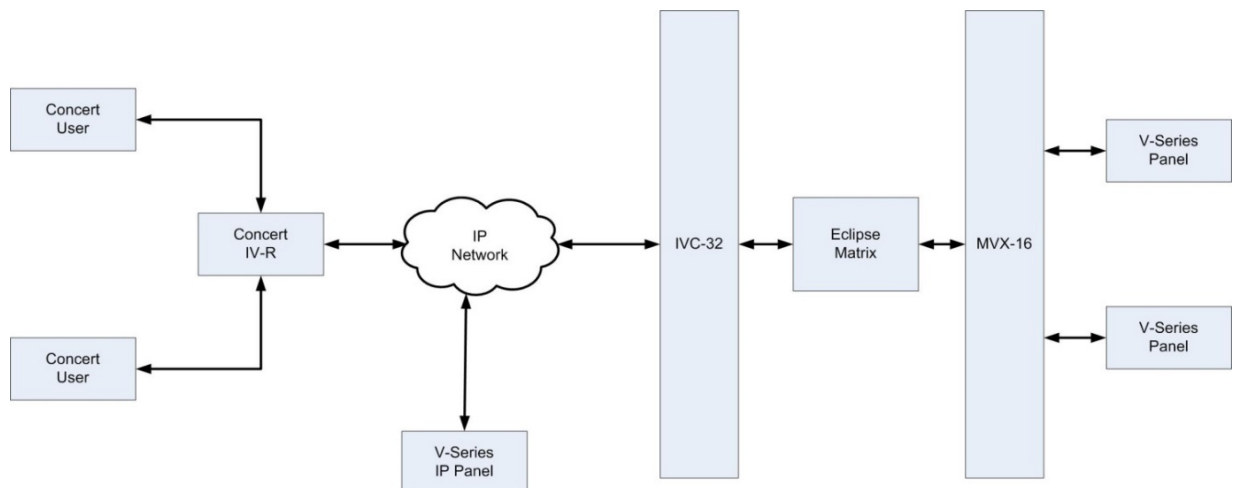 Concert
User
Concert
IV-R
Concert
User
IP
Network
V-Series
IP Panel
IVC-32
Eclipse
Matrix
MVX-16
V-Series
Panel
V-Series
Panel